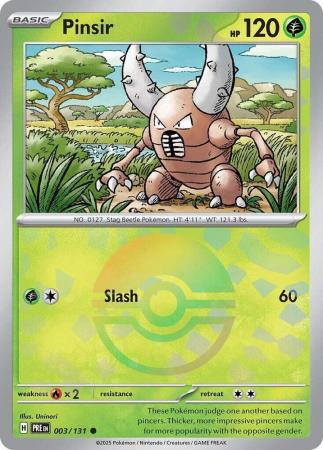 BASIC
Pinsir
HP 120
NO. 0127 Stag Beetle Pokémon HT: 4'11" WT: 121.3 lbs.
Slash 60
weakness ×2 resistance retreat
Illus. Uninori
H PRE EN 003/131
These Pokémon judge one another based on
pincers. Thicker, more impressive pincers make
for more popularity with the opposite gender.
©2025 Pokémon / Nintendo / Creatures / GAME FREAK